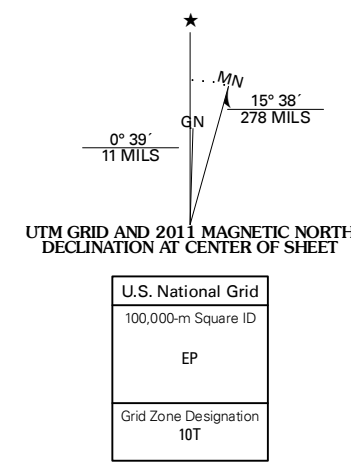 ★
MN
GN
15° 38´
278 MILS
0° 39´
11 MILS
UTM GRID AND 2011 MAGNETIC NORTH
DECLINATION AT CENTER OF SHEET
U.S. National Grid
100,000-m Square ID
EP
Grid Zone Designation
10T